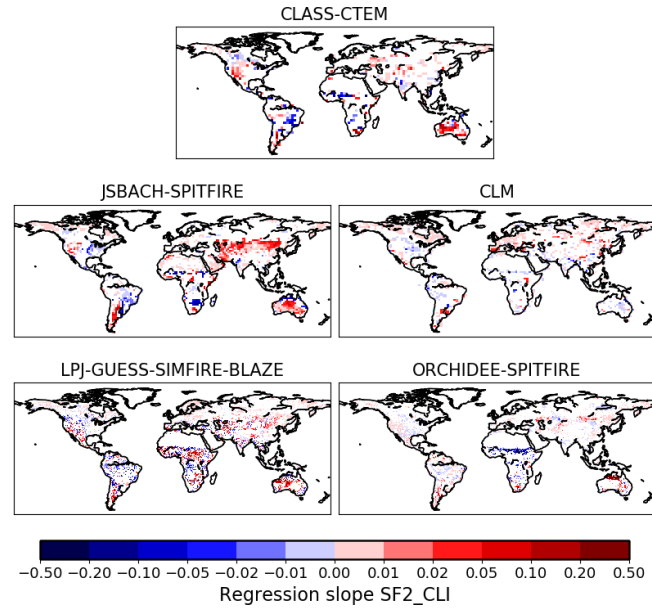 CLASS-CTEM
JSBACH-SPITFIRE
CLM
LPJ-GUESS-SIMFIRE-BLAZE
ORCHIDEE-SPITFIRE
−0.50 −0.20 −0.10 −0.05 −0.02 −0.01 0.00 0.01 0.02 0.05 0.10 0.20 0.50
Regression slope SF2_CLI